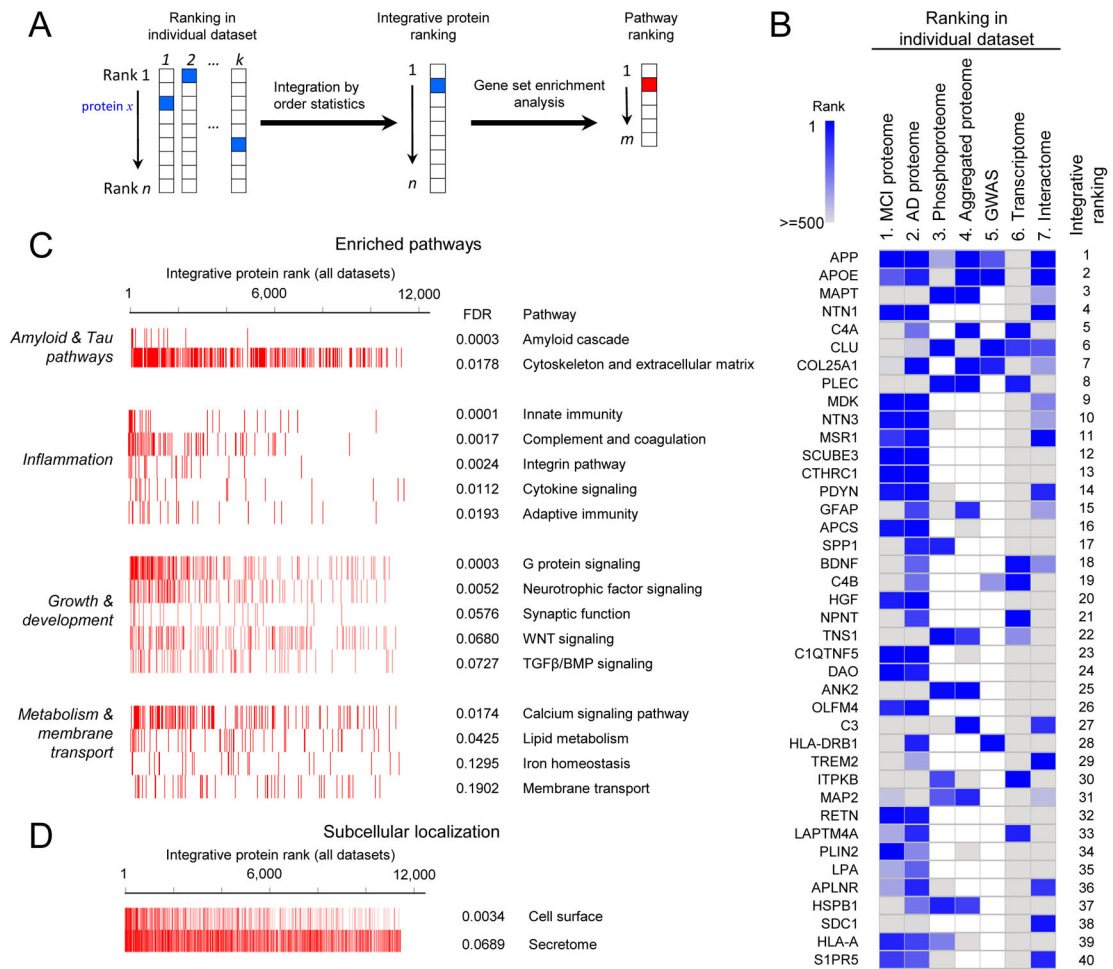 A
Ranking in
individual dataset
1 2 ... k
Rank 1
protein x
...
Rank n
Integration by
order statistics
Integrative protein
ranking
1
n
Gene set enrichment
analysis
Pathway
ranking
1
m
B
Ranking in
individual dataset
Rank
1
>=500
1. MCI proteome
2. AD proteome
3. Phosphoproteome
4. Aggregated proteome
5. GWAS
6. Transcriptome
7. Interactome
Integrative
ranking
APP 1
APOE 2
MAPT 3
NTN1 4
C4A 5
CLU 6
COL25A1 7
PLEC 8
MDK 9
NTN3 10
MSR1 11
SCUBE3 12
CTHRC1 13
PDYN 14
GFAP 15
APCS 16
SPP1 17
BDNF 18
C4B 19
HGF 20
NPNT 21
TNS1 22
C1QTNF5 23
DAO 24
ANK2 25
OLFM4 26
C3 27
HLA-DRB1 28
TREM2 29
ITPKB 30
MAP2 31
RETN 32
LAPTM4A 33
PLIN2 34
LPA 35
APLNR 36
HSPB1 37
SDC1 38
HLA-A 39
S1PR5 40
C
Enriched pathways
Integrative protein rank (all datasets)
1 6,000 12,000
FDR Pathway
Amyloid & Tau
pathways
0.0003 Amyloid cascade
0.0178 Cytoskeleton and extracellular matrix
Inflammation
0.0001 Innate immunity
0.0017 Complement and coagulation
0.0024 Integrin pathway
0.0112 Cytokine signaling
0.0193 Adaptive immunity
Growth &
development
0.0003 G protein signaling
0.0052 Neurotrophic factor signaling
0.0576 Synaptic function
0.0680 WNT signaling
0.0727 TGFβ/BMP signaling
Metabolism &
membrane
transport
0.0174 Calcium signaling pathway
0.0425 Lipid metabolism
0.1295 Iron homeostasis
0.1902 Membrane transport
D
Subcellular localization
Integrative protein rank (all datasets)
1 6,000 12,000
0.0034 Cell surface
0.0689 Secretome